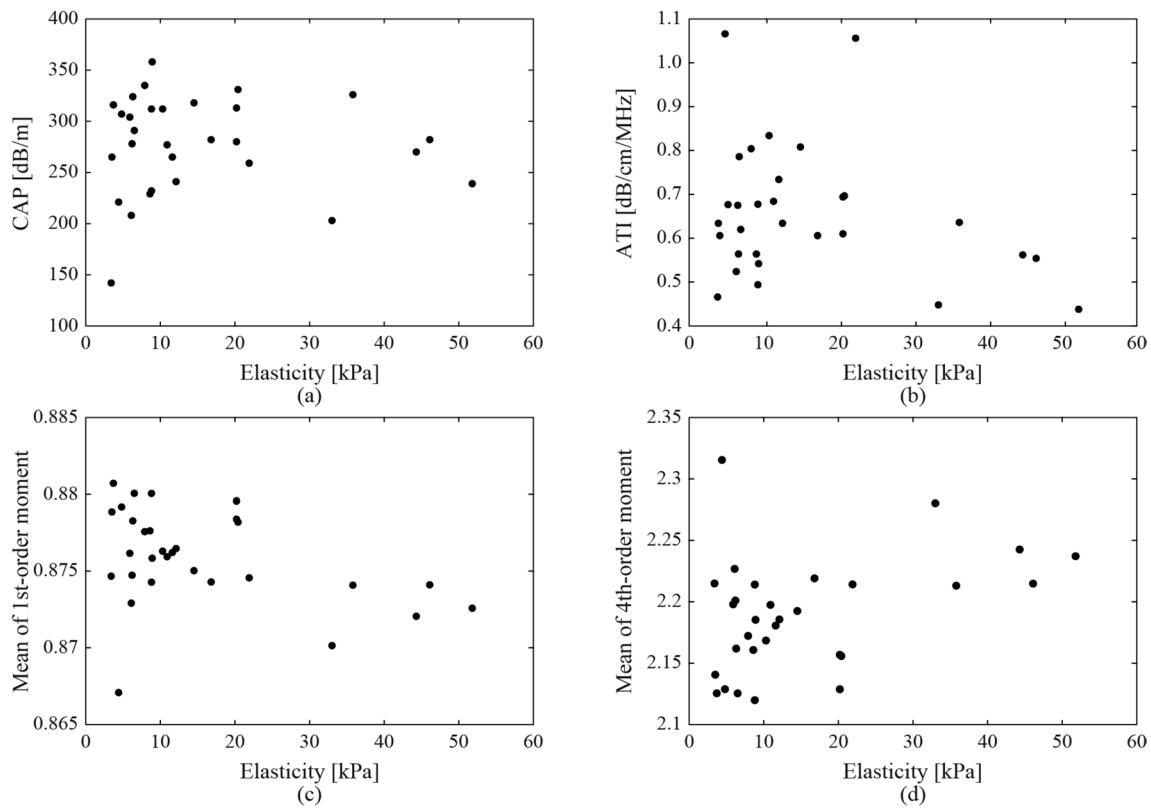 400
350
300
250
200
150
100
CAP [dB/m]
0 10 20 30 40 50 60
Elasticity [kPa]
(a)
1.1
1.0
0.9
0.8
0.7
0.6
0.5
0.4
ATI [dB/cm/MHz]
0 10 20 30 40 50 60
Elasticity [kPa]
(b)
0.885
0.88
0.875
0.87
0.865
Mean of 1st-order moment
0 10 20 30 40 50 60
Elasticity [kPa]
(c)
2.35
2.3
2.25
2.2
2.15
2.1
Mean of 4th-order moment
0 10 20 30 40 50 60
Elasticity [kPa]
(d)